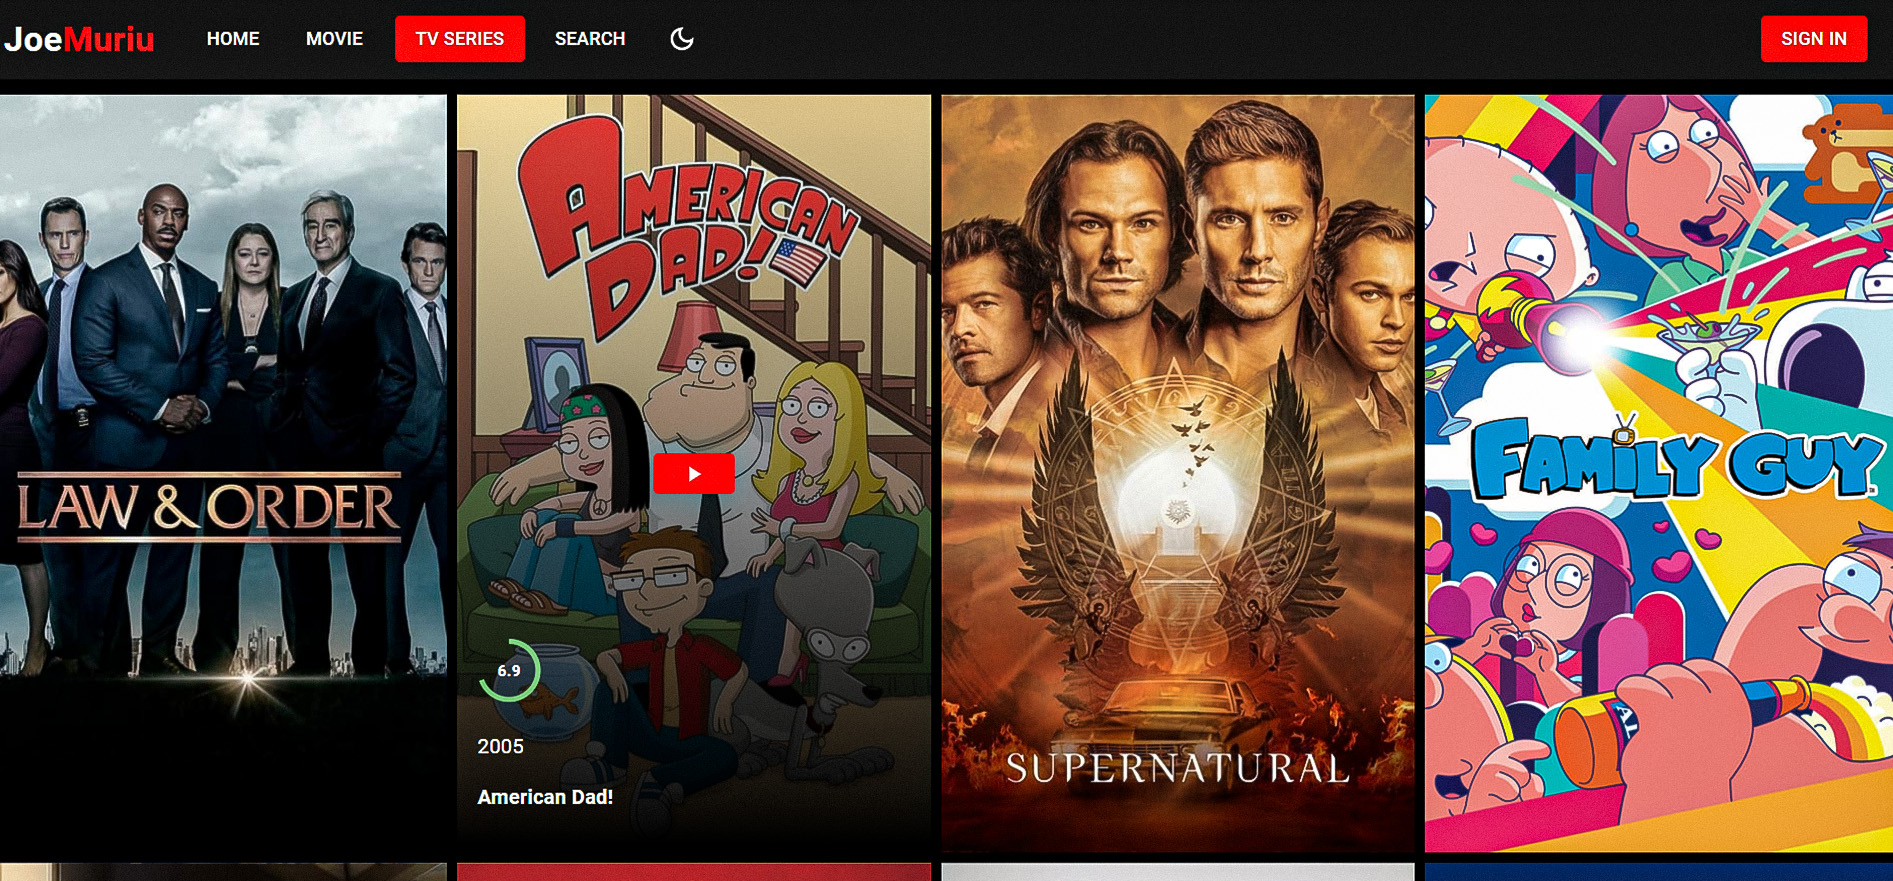 JoeMuriu
HOME
MOVIE
TV SERIES
SEARCH
SIGN IN
LAW & ORDER
AMERICAN
DAD!
6.9
2005
American Dad!
SUPERNATURAL
FAMILY GUY
AL